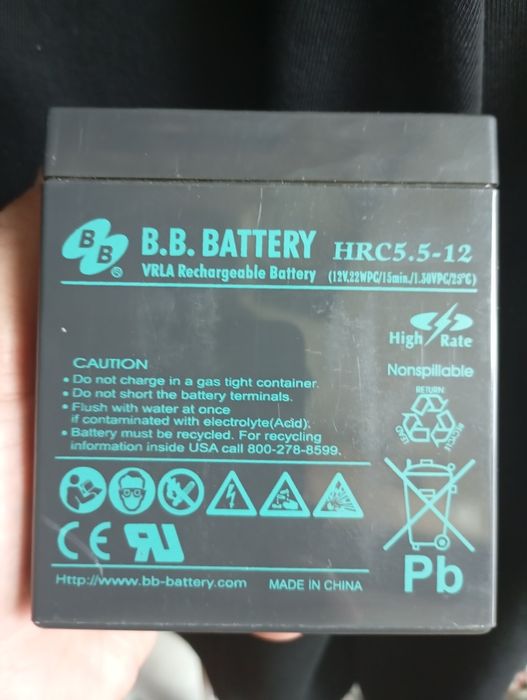 B B
®
B.B. BATTERY
VRLA Rechargeable Battery
HRC5.5-12
(12V,22WPC/15min./1.30VPC/25°C)
High Rate
Nonspillable
CAUTION
• Do not charge in a gas tight container.
• Do not short the battery terminals.
• Flush with water at once
if contaminated with electrolyte(Acid).
• Battery must be recycled. For recycling
information inside USA call 800-278-8599.
RETURN
LEAD
RECYCLE
CE RU
Pb
Http://www.bb-battery.com
MADE IN CHINA